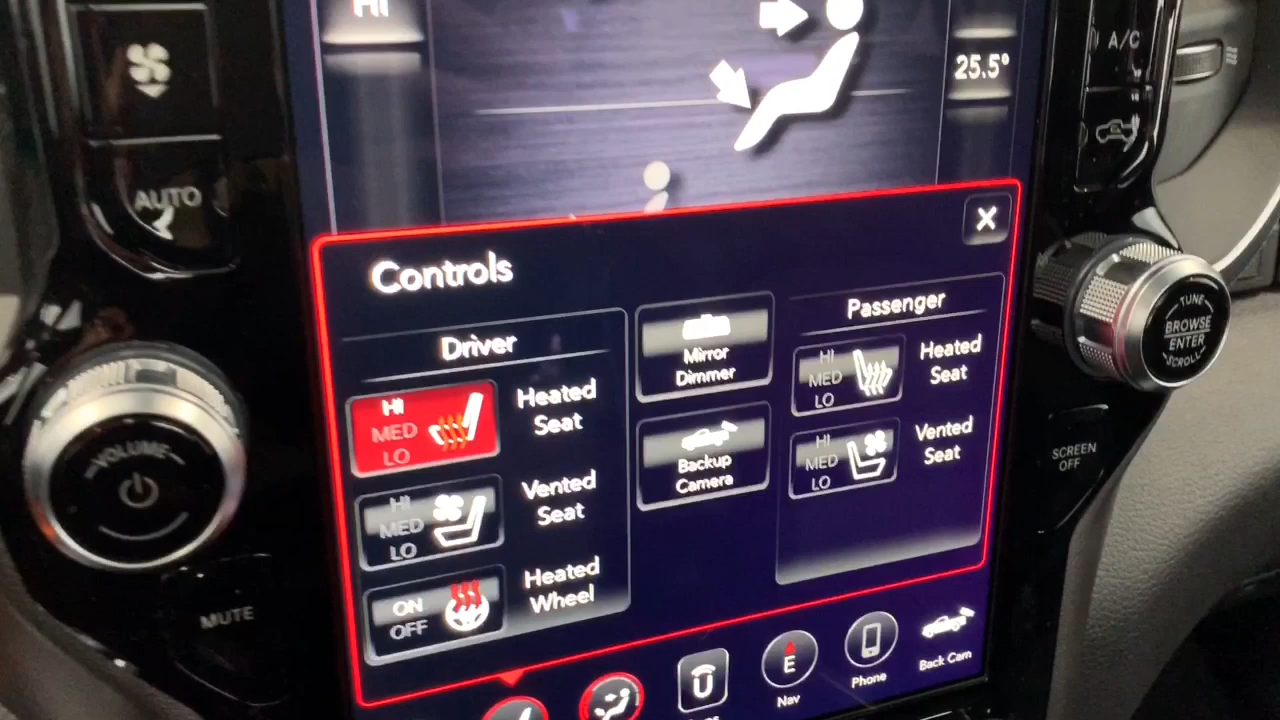 HI
25.5°
A/C
AUTO
Controls
Driver
HI
MED
LO
Heated
Seat
HI
MED
LO
Vented
Seat
ON
OFF
Heated
Wheel
Mirror
Dimmer
Backup
Camera
Passenger
HI
MED
LO
Heated
Seat
HI
MED
LO
Vented
Seat
TUNE
BROWSE
ENTER
SCROLL
SCREEN
OFF
VOLUME
MUTE
E
Nav
Phone
Back Cam